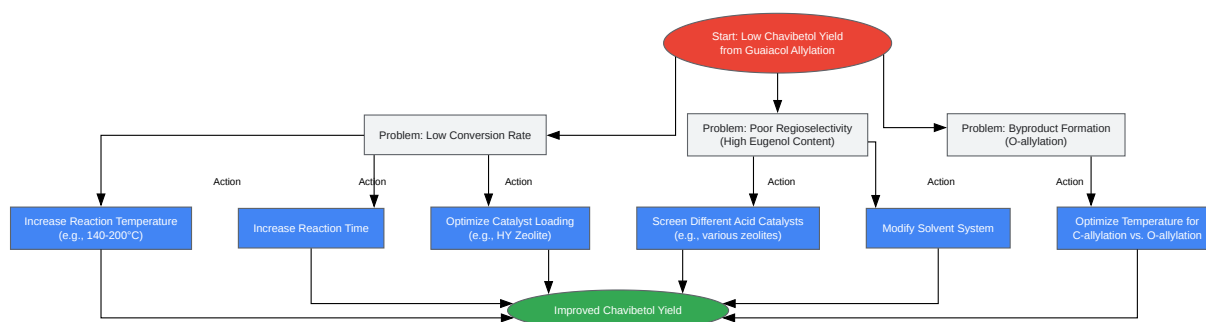 Start: Low Chavibetol Yield
from Guaiacol Allylation
Problem: Low Conversion Rate
Problem: Poor Regioselectivity
(High Eugenol Content)
Problem: Byproduct Formation
(O-allylation)
Action
Action
Action
Action
Action
Action
Increase Reaction Temperature
(e.g., 140-200°C)
Increase Reaction Time
Optimize Catalyst Loading
(e.g., HY Zeolite)
Screen Different Acid Catalysts
(e.g., various zeolites)
Modify Solvent System
Optimize Temperature for
C-allylation vs. O-allylation
Improved Chavibetol Yield